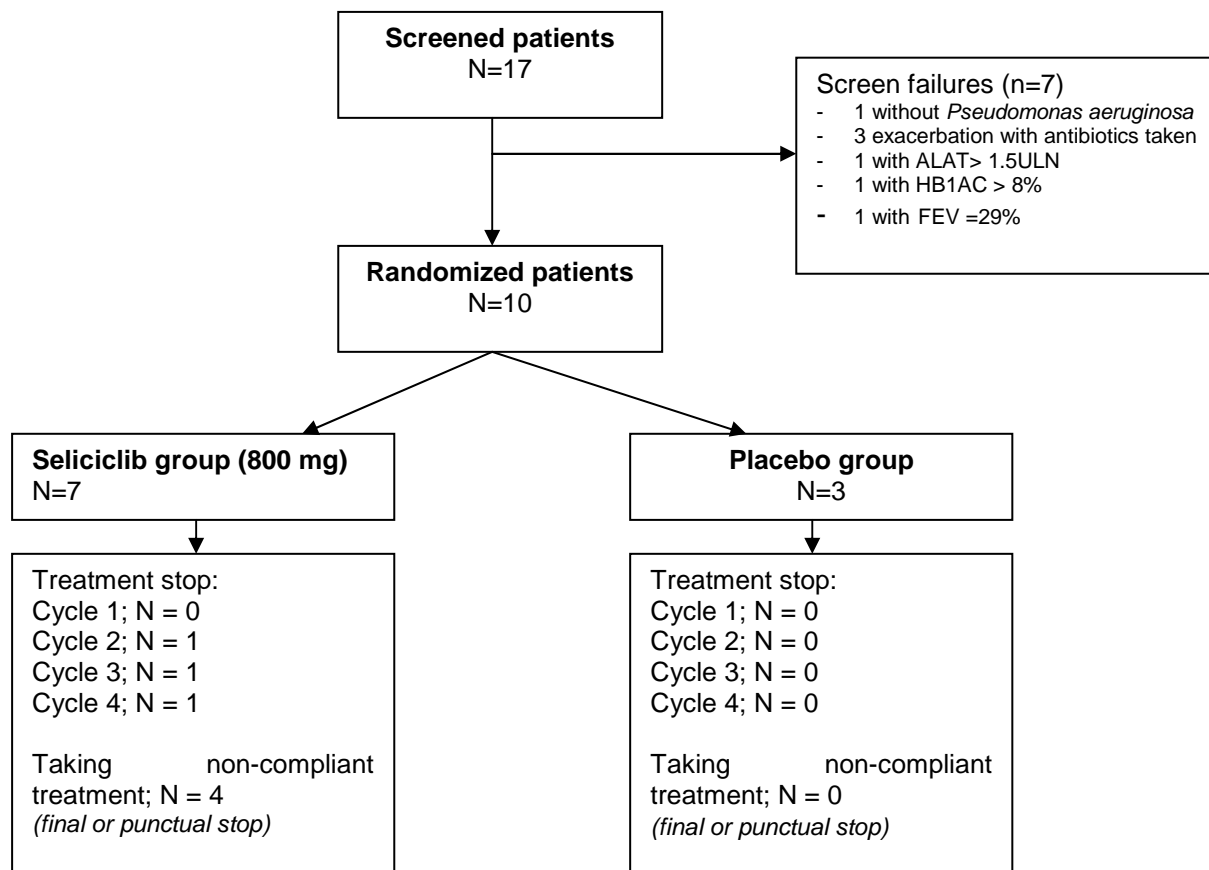 Screened patients
N=17
Screen failures (n=7)
- 1 without Pseudomonas aeruginosa
- 3 exacerbation with antibiotics taken
- 1 with ALAT> 1.5ULN
- 1 with HB1AC > 8%
- 1 with FEV =29%
Randomized patients
N=10
Seliciclib group (800 mg)
N=7
Placebo group
N=3
Treatment stop:
Cycle 1; N = 0
Cycle 2; N = 1
Cycle 3; N = 1
Cycle 4; N = 1
Taking non-compliant
treatment; N = 4
(final or punctual stop)
Treatment stop:
Cycle 1; N = 0
Cycle 2; N = 0
Cycle 3; N = 0
Cycle 4; N = 0
Taking non-compliant
treatment; N = 0
(final or punctual stop)